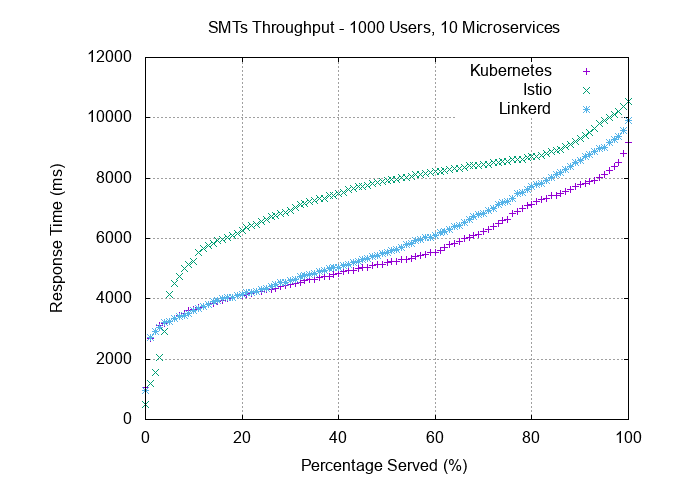 SMTs Throughput - 1000 Users, 10 Microservices
12000
10000
8000
6000
4000
2000
0
Response Time (ms)
Kubernetes
Istio
Linkerd
0 20 40 60 80 100
Percentage Served (%)